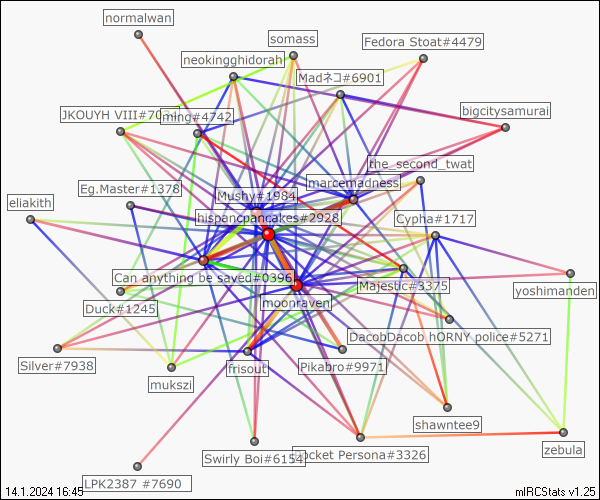 normalwan
somass
Fedora Stoat#4479
neokingghidorah
Madネコ#6901
JKOUYH VIII#70
ming#4742
bigcitysamurai
the_second_twat
marcemadness
Eg.Master#1378
Mushy#1984
eliakith
hispanicpancakes#2928
Cypha#1717
Can anything be saved#0396
Majestic#3375
yoshimanden
Duck#1245
moonraven
DacobDacob hORNY police#5271
Silver#7938
frisout
Pikabro#9971
mukszi
shawteen9
Swirly Boi#6154
ocket Persona#3326
zebula
LPK2387 #7690
14.1.2024 16:45
mIRCStats v1.25